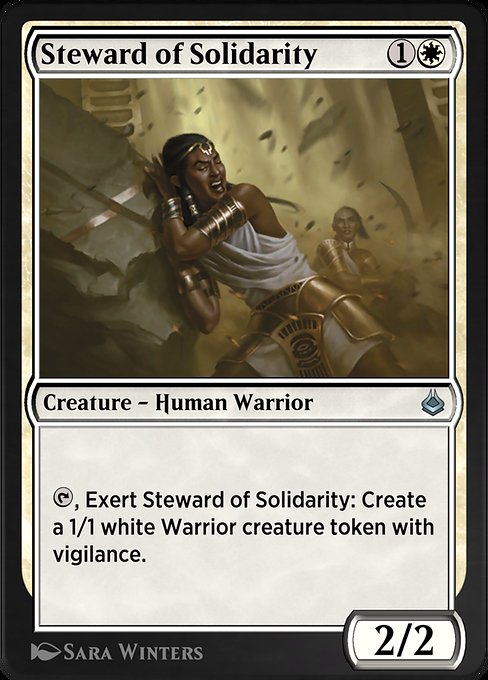 Steward of Solidarity 1
Creature – Human Warrior
, Exert Steward of Solidarity: Create
a 1/1 white Warrior creature token with
vigilance.
2/2
Sara Winters